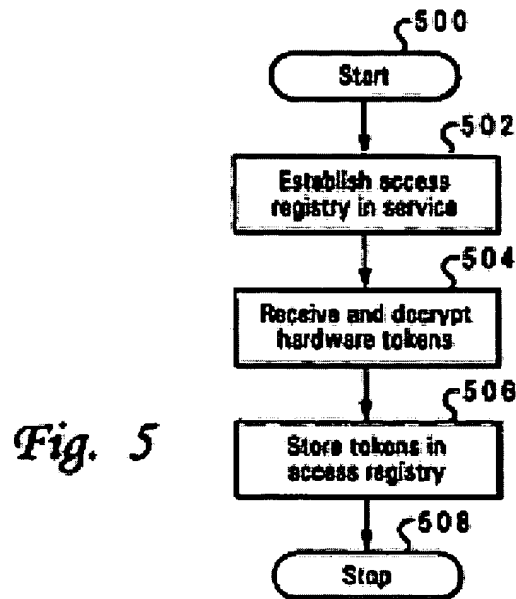 500
Start
502
Establish access
registry in service
504
Receive and decrypt
hardware tokens
506
Store tokens in
access registry
508
Stop
Fig. 5